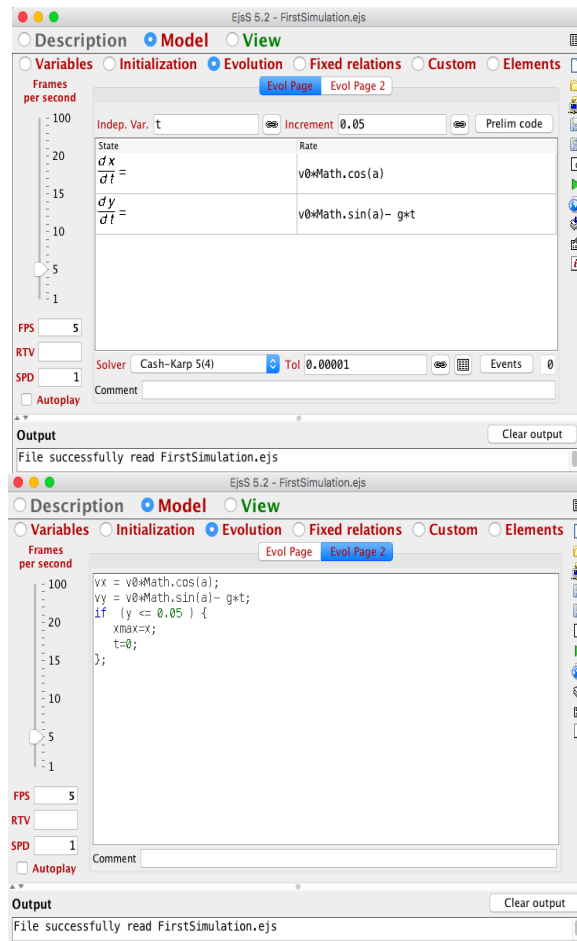 EjsS 5.2 - FirstSimulation.ejs
Description Model View
Variables Initialization Evolution Fixed relations Custom Elements
Frames
per second
Evol Page Evol Page 2
100
20
15
10
5
1
Indep. Var. t Increment 0.05 Prelim code
State Rate
dx
dt = v0*Math.cos(a)
dy
dt = v0*Math.sin(a)- g*t
FPS 5
RTV
SPD 1
Autoplay
Solver Cash-Karp 5(4) Tol 0.00001 Events 0
Comment
Output Clear output
File successfully read FirstSimulation.ejs
EjsS 5.2 - FirstSimulation.ejs
Description Model View
Variables Initialization Evolution Fixed relations Custom Elements
Frames
per second
Evol Page Evol Page 2
100
20
15
10
5
1
vx = v0*Math.cos(a);
vy = v0*Math.sin(a)- g*t;
if (y <= 0.05 ) {
xmax=x;
t=0;
};
FPS 5
RTV
SPD 1
Autoplay
Comment
Output Clear output
File successfully read FirstSimulation.ejs